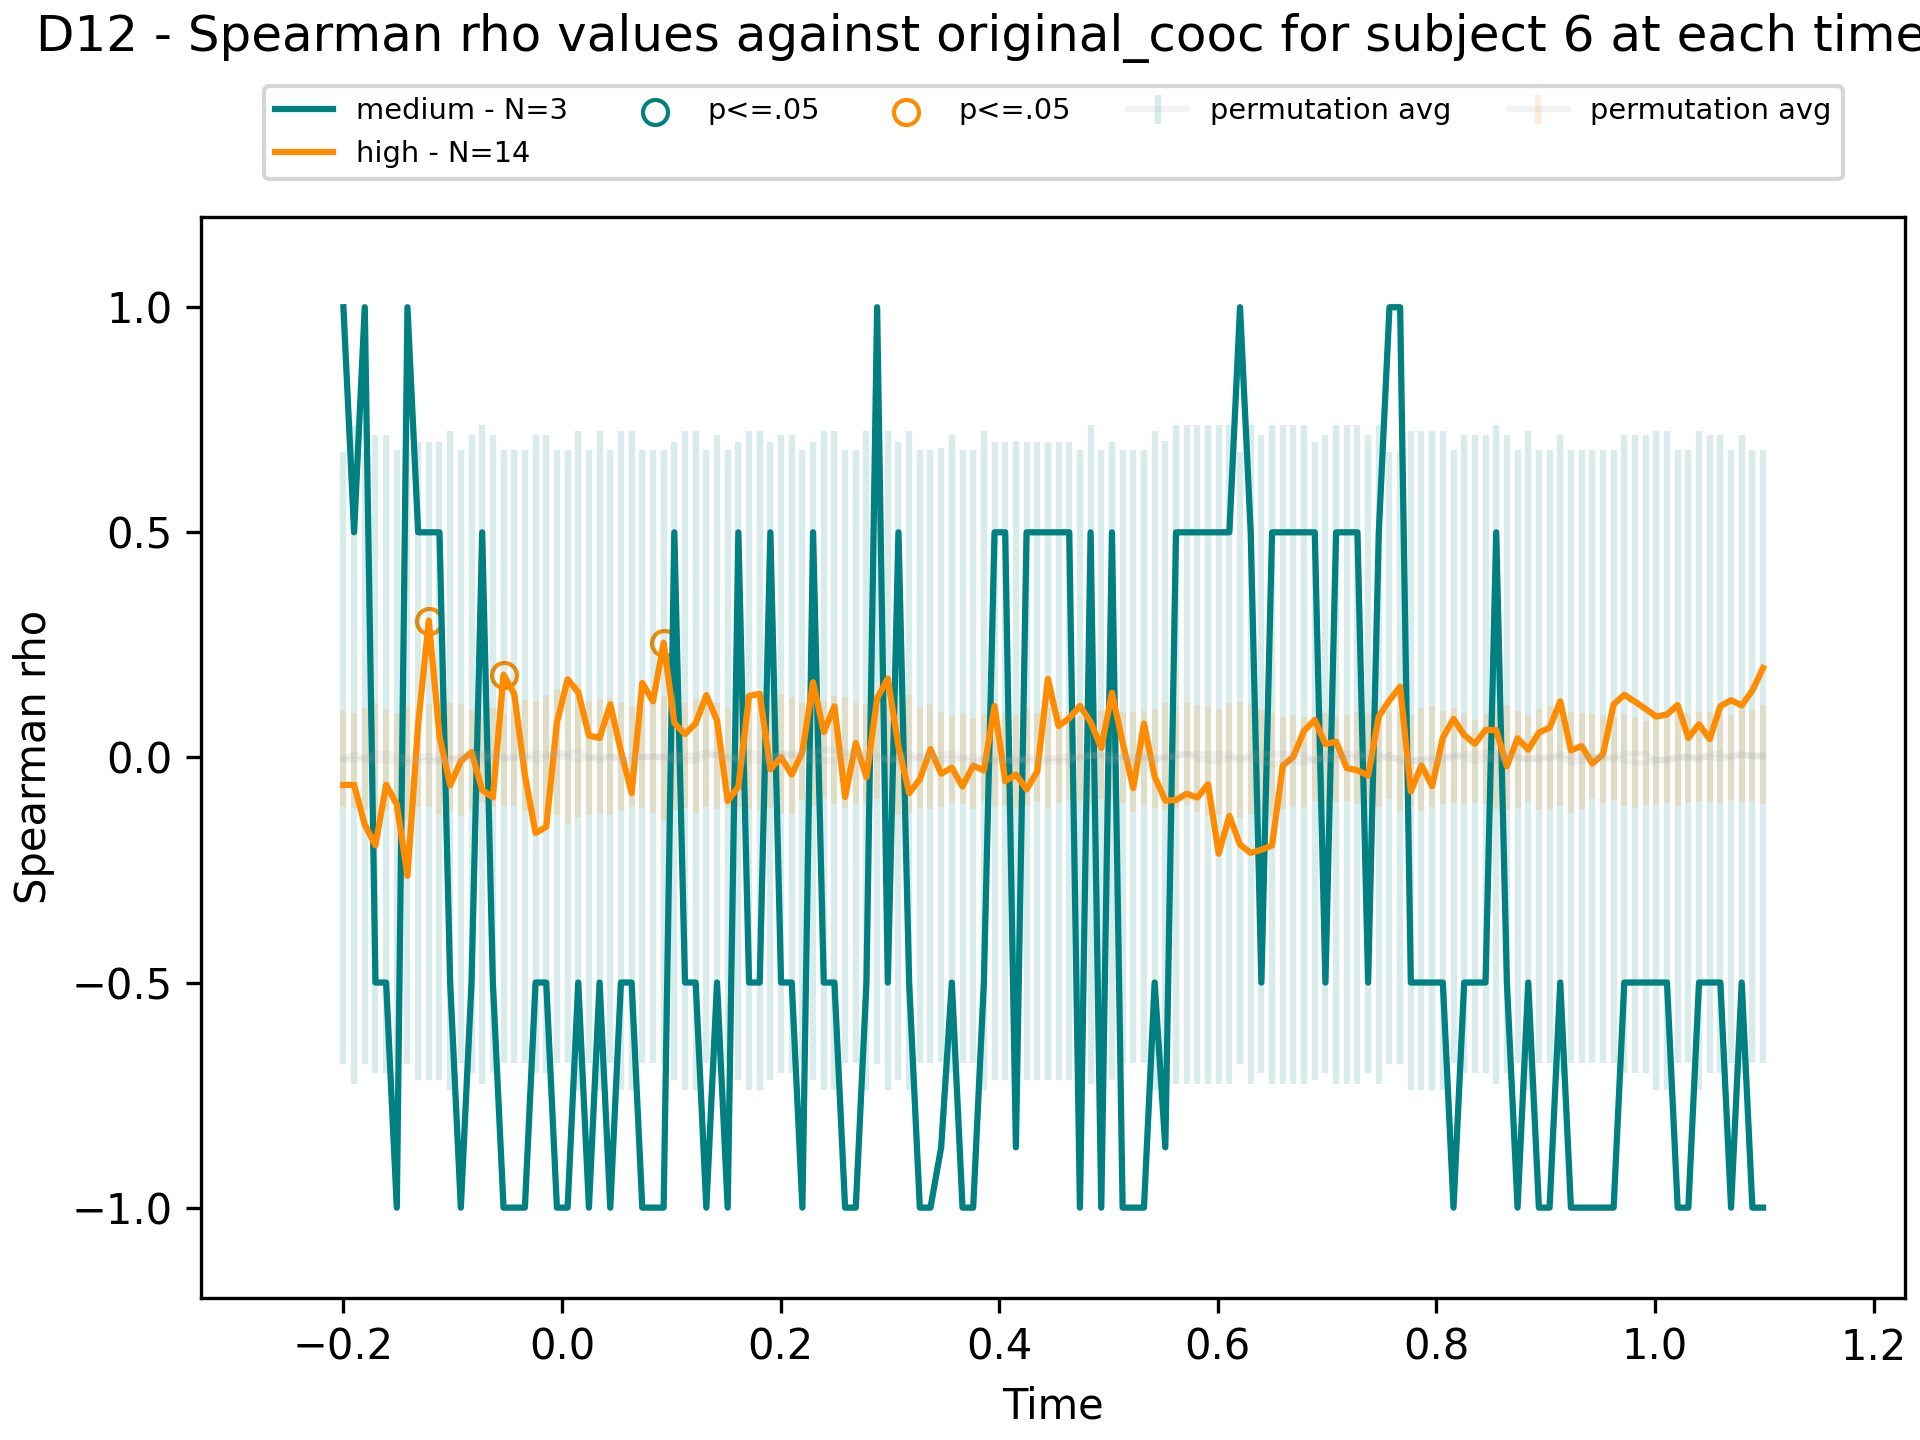 D12 - Spearman rho values against original_cooc for subject 6 at each time
medium - N=3
high - N=14
p<=.05
p<=.05
permutation avg
permutation avg
Spearman rho
1.0
0.5
0.0
−0.5
−1.0
−0.2 0.0 0.2 0.4 0.6 0.8 1.0 1.2
Time